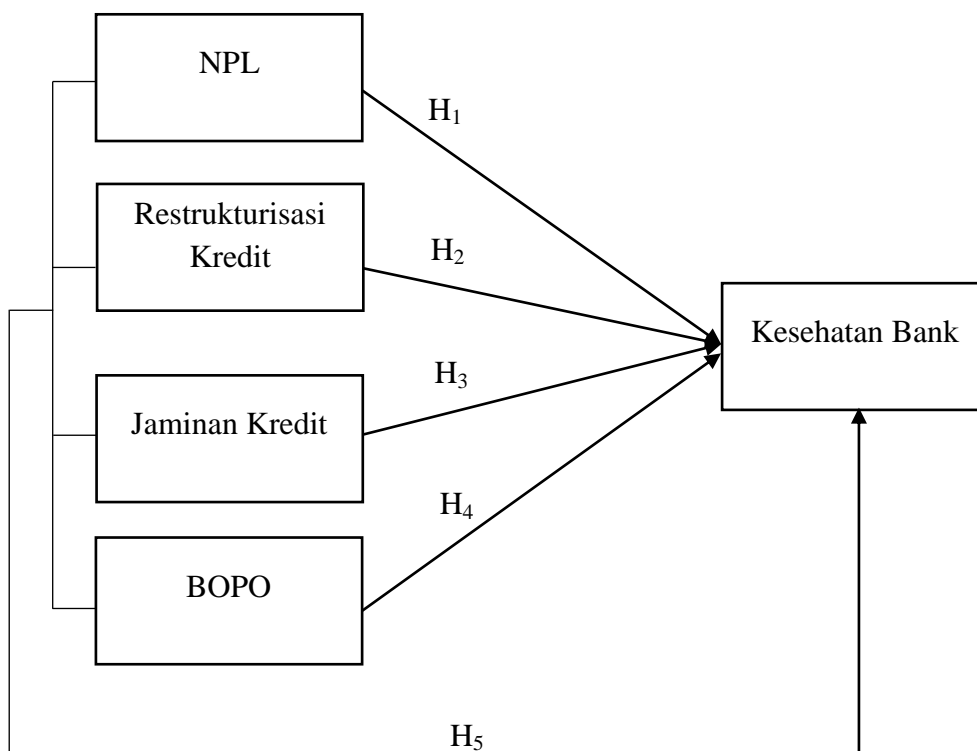 NPL
H₁
Restrukturisasi
Kredit
H₂
Kesehatan Bank
H₃
Jaminan Kredit
H₄
BOPO
H₅